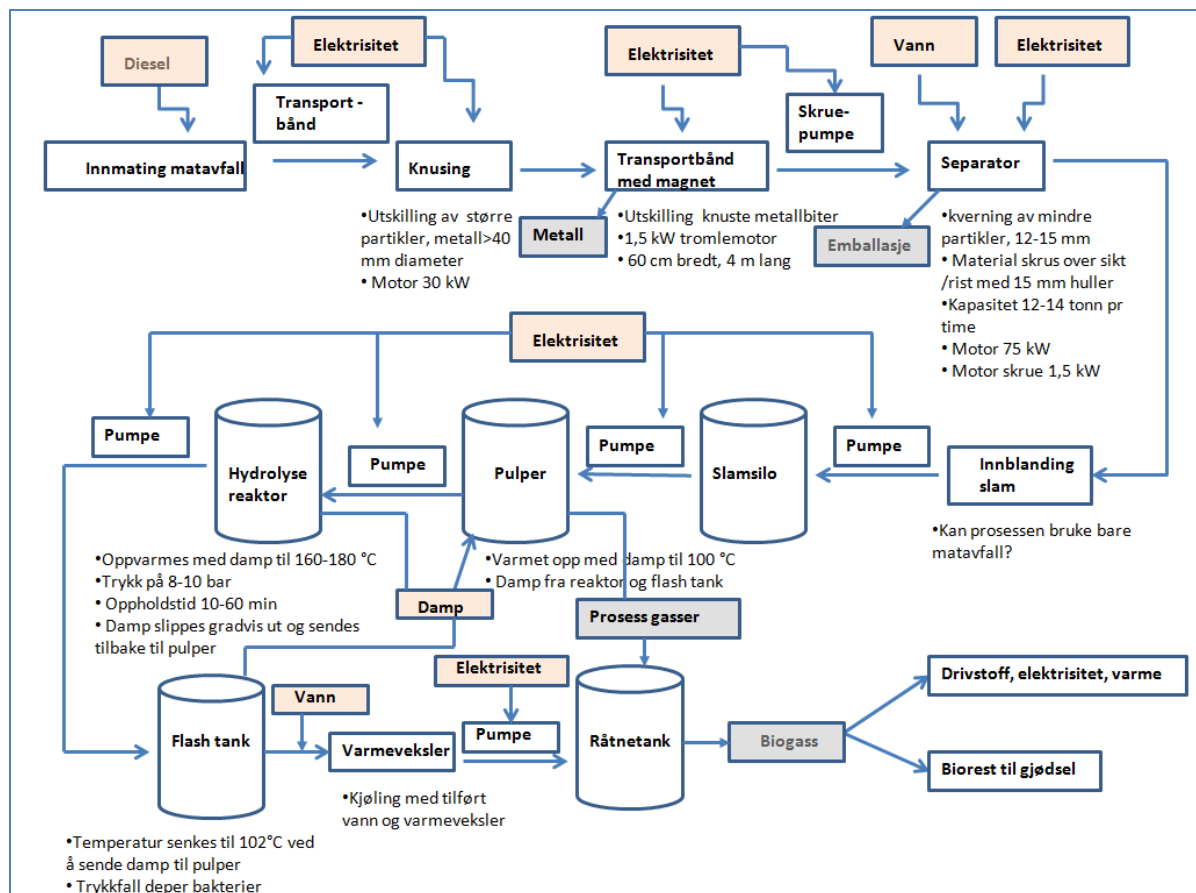 Elektrisitet
Diesel
Transport -
bånd
Innmating matavfall
Knusing
Elektrisitet
Skrue-
pumpe
Transportbånd
med magnet
Vann
Elektrisitet
Separator
•Utskilling av større
partikler, metall>40
mm diameter
• Motor 30 kW
Metall
•Utskilling knuste metallbiter
•1,5 kW tromlemotor
• 60 cm bredt, 4 m lang
Emballasje
•kverning av mindre
partikler, 12-15 mm
• Material skrus over sikt
/rist med 15 mm huller
•Kapasitet 12-14 tonn pr
time
• Motor 75 kW
• Motor skrue 1,5 kW
Elektrisitet
Pumpe
Hydrolyse
reaktor
Pumpe
Pulper
Pumpe
Slamsilo
Pumpe
Innblanding
slam
•Kan prosessen bruke bare
matavfall?
•Oppvarmes med damp til 160-180 °C
•Trykk på 8-10 bar
• Oppholdstid 10-60 min
• Damp slippes gradvis ut og sendes
tilbake til pulper
•Varmet opp med damp til 100 °C
• Damp fra reaktor og flash tank
Damp
Prosess gasser
Elektrisitet
Vann
Flash tank
Varmeveksler
Pumpe
Råtnetank
Biogass
Drivstoff, elektrisitet, varme
Biorest til gjødsel
•Kjøling med tilført
vann og varmeveksler
•Temperatur senkes til 102°C ved
å sende damp til pulper
• Trykkfall deper bakterier